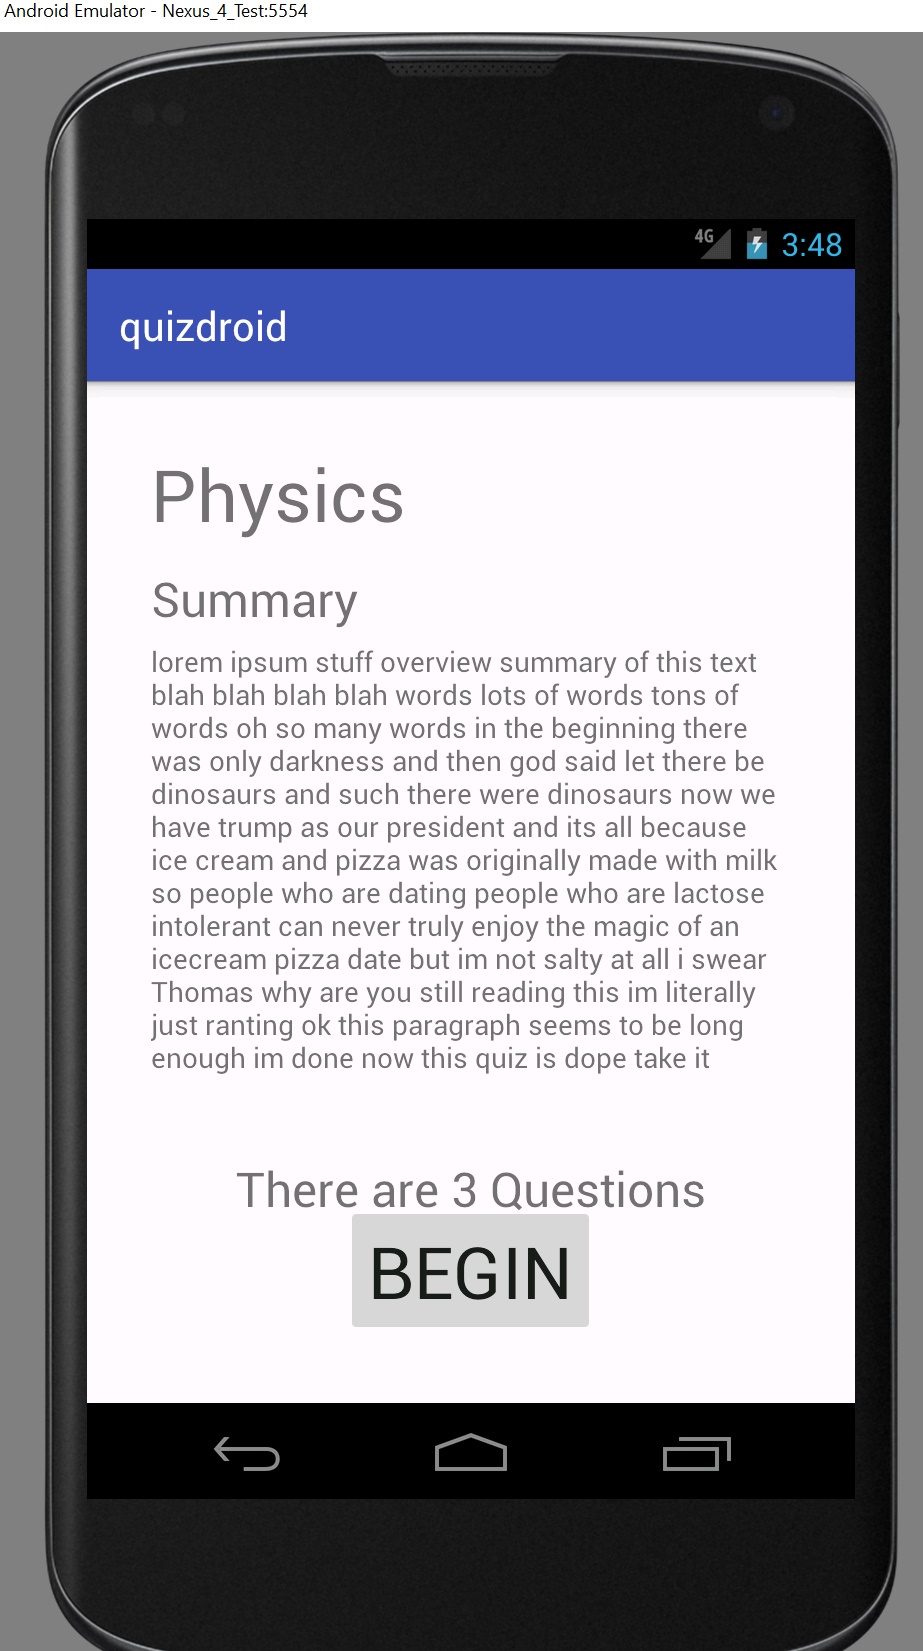 Android Emulator - Nexus_4_Test:5554
4G 3:48
quizdroid
Physics
Summary
lorem ipsum stuff overview summary of this text
blah blah blah blah words lots of words tons of
words oh so many words in the beginning there
was only darkness and then god said let there be
dinosaurs and such there were dinosaurs now we
have trump as our president and its all because
ice cream and pizza was originally made with milk
so people who are dating people who are lactose
intolerant can never truly enjoy the magic of an
icecream pizza date but im not salty at all i swear
Thomas why are you still reading this im literally
just ranting ok this paragraph seems to be long
enough im done now this quiz is dope take it
There are 3 Questions
BEGIN